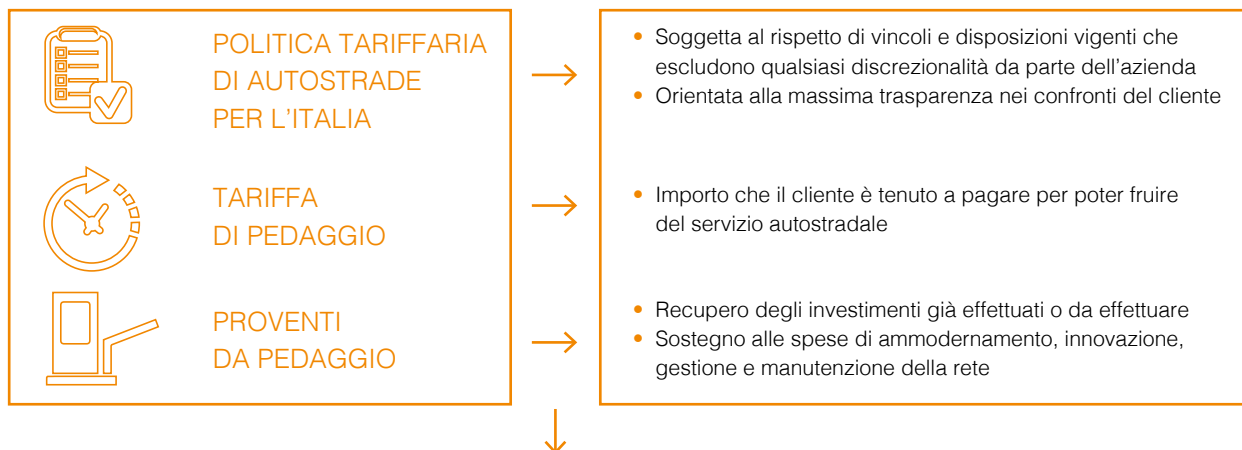 POLITICA TARIFFARIA
DI AUTOSTRADE
PER L'ITALIA
• Soggetta al rispetto di vincoli e disposizioni vigenti che
escludono qualsiasi discrezionalità da parte dell'azienda
• Orientata alla massima trasparenza nei confronti del cliente
TARIFFA
DI PEDAGGIO
• Importo che il cliente è tenuto a pagare per poter fruire
del servizio autostradale
PROVENTI
DA PEDAGGIO
• Recupero degli investimenti già effettuati o da effettuare
• Sostegno alle spese di ammodernamento, innovazione,
gestione e manutenzione della rete